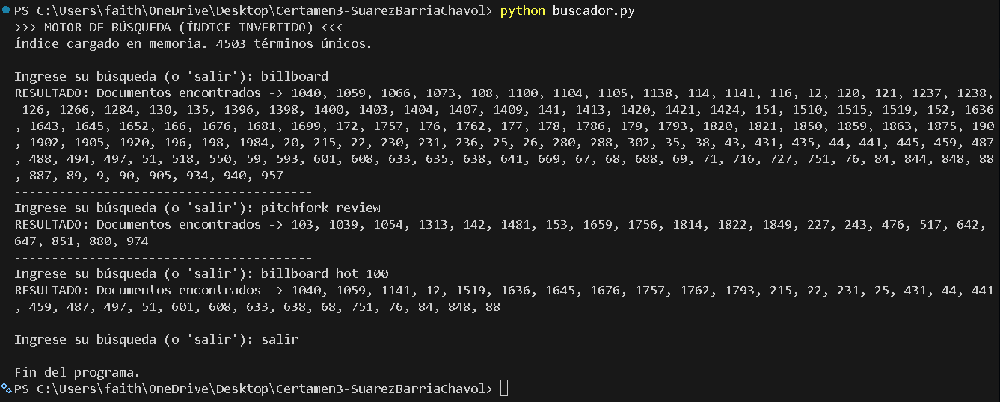 PS C:\Users\faith\OneDrive\Desktop\Certamen3-SuarezBarriaChavol> python buscador.py
>>> MOTOR DE BÚSQUEDA (ÍNDICE INVERTIDO) <<<
Índice cargado en memoria. 4503 términos únicos.
Ingrese su búsqueda (o 'salir'): billboard
RESULTADO: Documentos encontrados -> 1040, 1059, 1066, 1073, 108, 1100, 1104, 1105, 1138, 114, 1141, 116, 12, 120, 121, 1237, 1238,
126, 1266, 1284, 130, 135, 1396, 1398, 1400, 1403, 1404, 1407, 1409, 141, 1413, 1420, 1421, 1424, 151, 1510, 1515, 1519, 152, 1636
, 1643, 1645, 1652, 166, 1676, 1681, 1699, 172, 1757, 176, 1762, 177, 178, 1786, 179, 1793, 1820, 1821, 1850, 1859, 1863, 1875, 190
, 1902, 1905, 1920, 196, 198, 1984, 20, 215, 22, 230, 231, 236, 25, 26, 280, 288, 302, 35, 38, 43, 431, 435, 44, 441, 445, 459, 487
, 488, 494, 497, 51, 518, 550, 59, 593, 601, 608, 633, 635, 638, 641, 669, 67, 68, 688, 69, 71, 716, 727, 751, 76, 84, 844, 848, 88
, 887, 89, 9, 90, 905, 934, 940, 957
----------------------------------------
Ingrese su búsqueda (o 'salir'): pitchfork review
RESULTADO: Documentos encontrados -> 103, 1039, 1054, 1313, 142, 1481, 153, 1659, 1756, 1814, 1822, 1849, 227, 243, 476, 517, 642,
647, 851, 880, 974
----------------------------------------
Ingrese su búsqueda (o 'salir'): billboard hot 100
RESULTADO: Documentos encontrados -> 1040, 1059, 1141, 12, 1519, 1636, 1645, 1676, 1757, 1762, 1793, 215, 22, 231, 25, 431, 44, 441
, 459, 487, 497, 51, 601, 608, 633, 638, 68, 751, 76, 84, 848, 88
----------------------------------------
Ingrese su búsqueda (o 'salir'): salir
Fin del programa.
PS C:\Users\faith\OneDrive\Desktop\Certamen3-SuarezBarriaChavol>